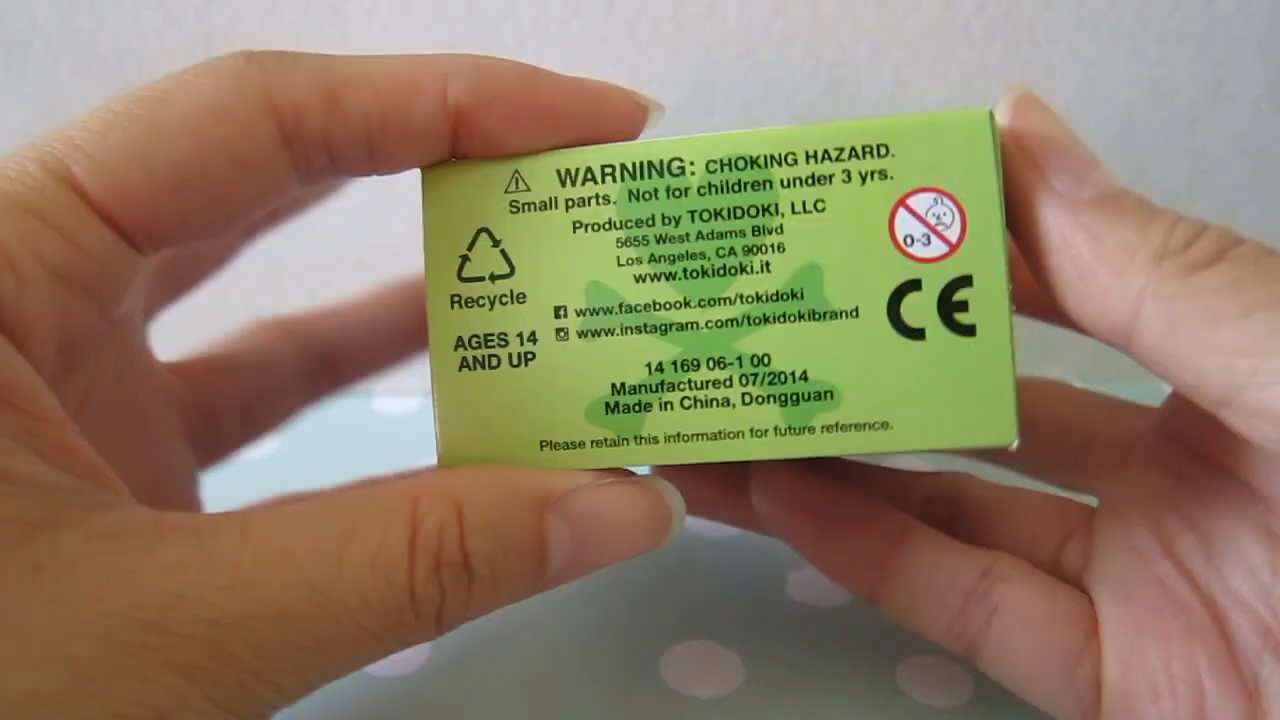 WARNING: CHOKING HAZARD.
Small parts. Not for children under 3 yrs.
Produced by TOKIDOKI, LLC
5655 West Adams Blvd
Los Angeles, CA 90016
www.tokidoki.it
Recycle
www.facebook.com/tokidoki
www.instagram.com/tokidokibrand
AGES 14
AND UP
0-3
CE
14 169 06-1 00
Manufactured 07/2014
Made in China, Dongguan
Please retain this information for future reference.